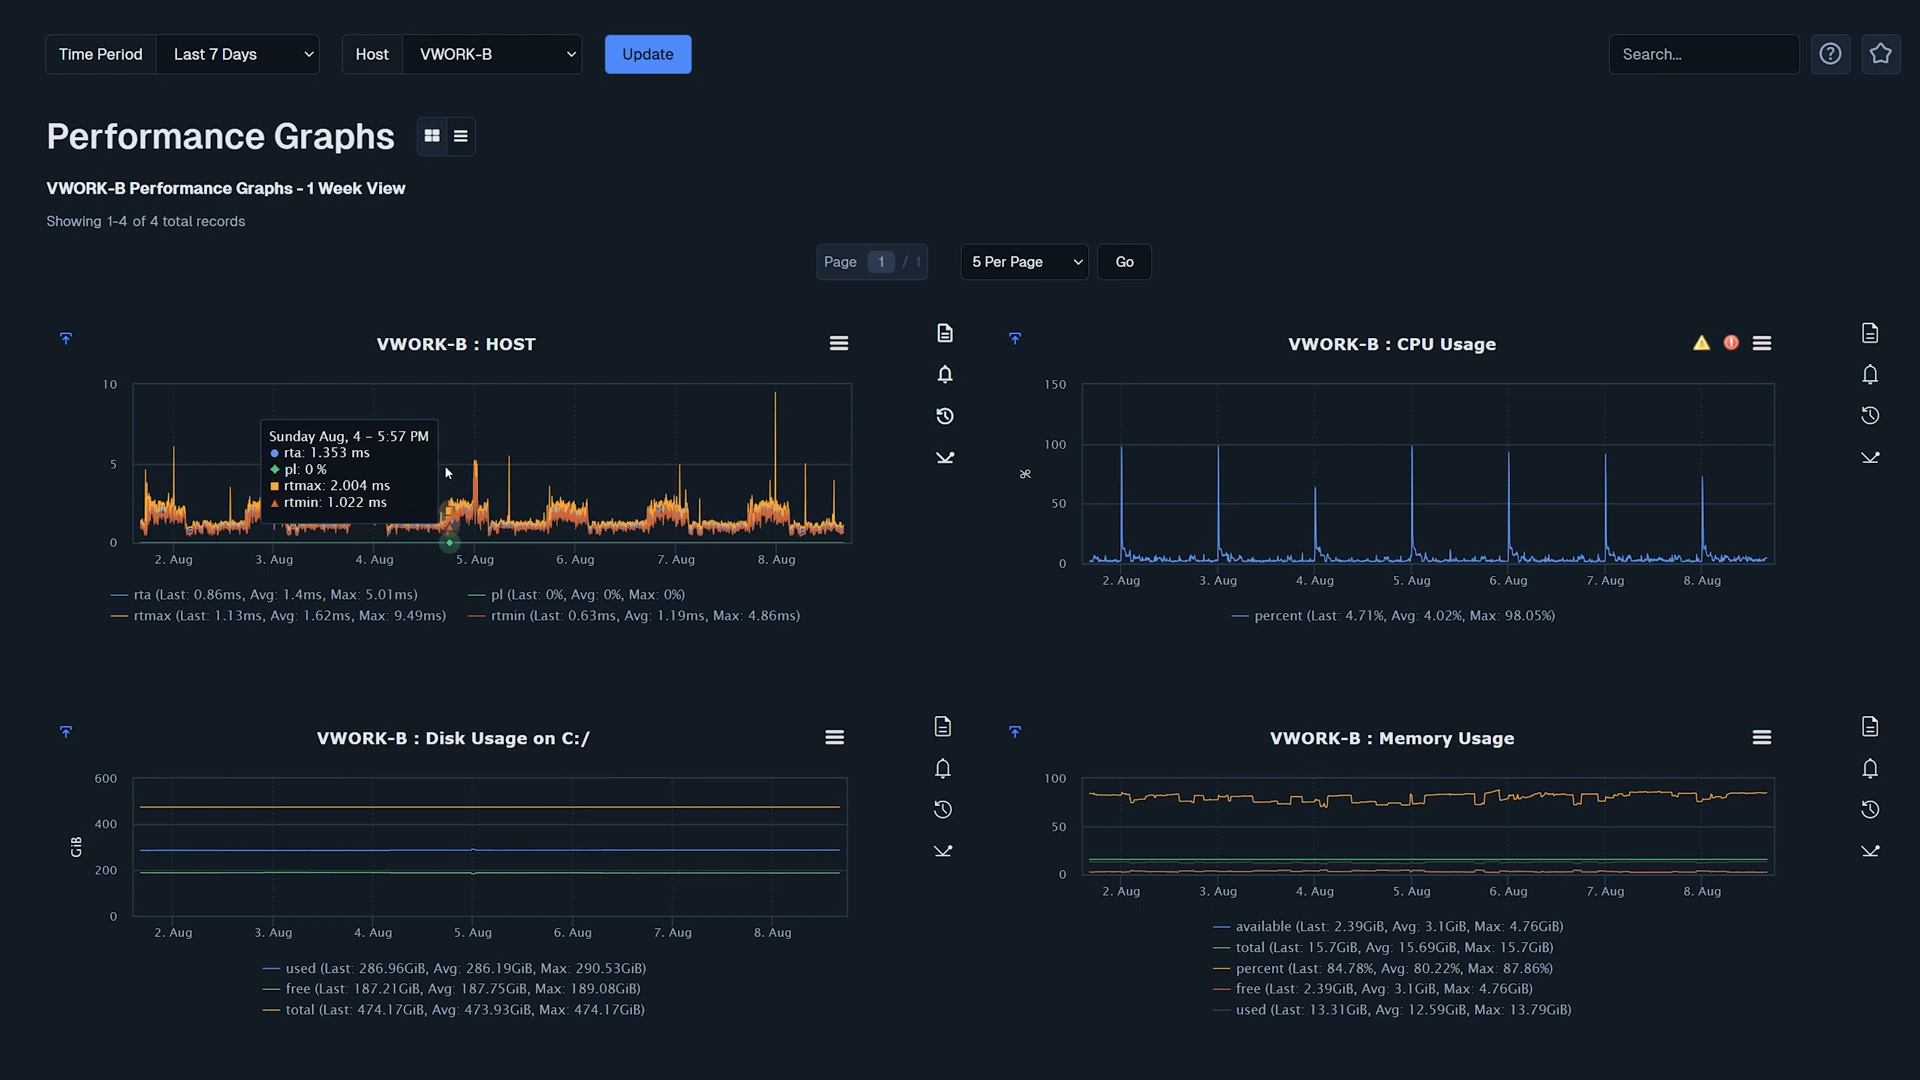 Time Period Last 7 Days Host VWORK-B Update Search...
Performance Graphs
VWORK-B Performance Graphs - 1 Week View
Showing 1-4 of 4 total records
Page 1 / 1 5 Per Page Go
VWORK-B : HOST
10
5
0
Sunday Aug, 4 - 5:57 PM
rta: 1.353 ms
pl: 0 %
rtmax: 2.004 ms
rtmin: 1.022 ms
2. Aug 3. Aug 4. Aug 5. Aug 6. Aug 7. Aug 8. Aug
rta (Last: 0.86ms, Avg: 1.4ms, Max: 5.01ms) pl (Last: 0%, Avg: 0%, Max: 0%)
rtmax (Last: 1.13ms, Avg: 1.62ms, Max: 9.49ms) rtmin (Last: 0.63ms, Avg: 1.19ms, Max: 4.86ms)
VWORK-B : CPU Usage
150
100
%
50
0
2. Aug 3. Aug 4. Aug 5. Aug 6. Aug 7. Aug 8. Aug
percent (Last: 4.71%, Avg: 4.02%, Max: 98.05%)
VWORK-B : Disk Usage on C:/
600
400
GiB
200
0
2. Aug 3. Aug 4. Aug 5. Aug 6. Aug 7. Aug 8. Aug
used (Last: 286.96GiB, Avg: 286.19GiB, Max: 290.53GiB)
free (Last: 187.21GiB, Avg: 187.75GiB, Max: 189.08GiB)
total (Last: 474.17GiB, Avg: 473.93GiB, Max: 474.17GiB)
VWORK-B : Memory Usage
100
50
0
2. Aug 3. Aug 4. Aug 5. Aug 6. Aug 7. Aug 8. Aug
available (Last: 2.39GiB, Avg: 3.1GiB, Max: 4.76GiB)
total (Last: 15.7GiB, Avg: 15.69GiB, Max: 15.7GiB)
percent (Last: 84.78%, Avg: 80.22%, Max: 87.86%)
free (Last: 2.39GiB, Avg: 3.1GiB, Max: 4.76GiB)
used (Last: 13.31GiB, Avg: 12.59GiB, Max: 13.79GiB)